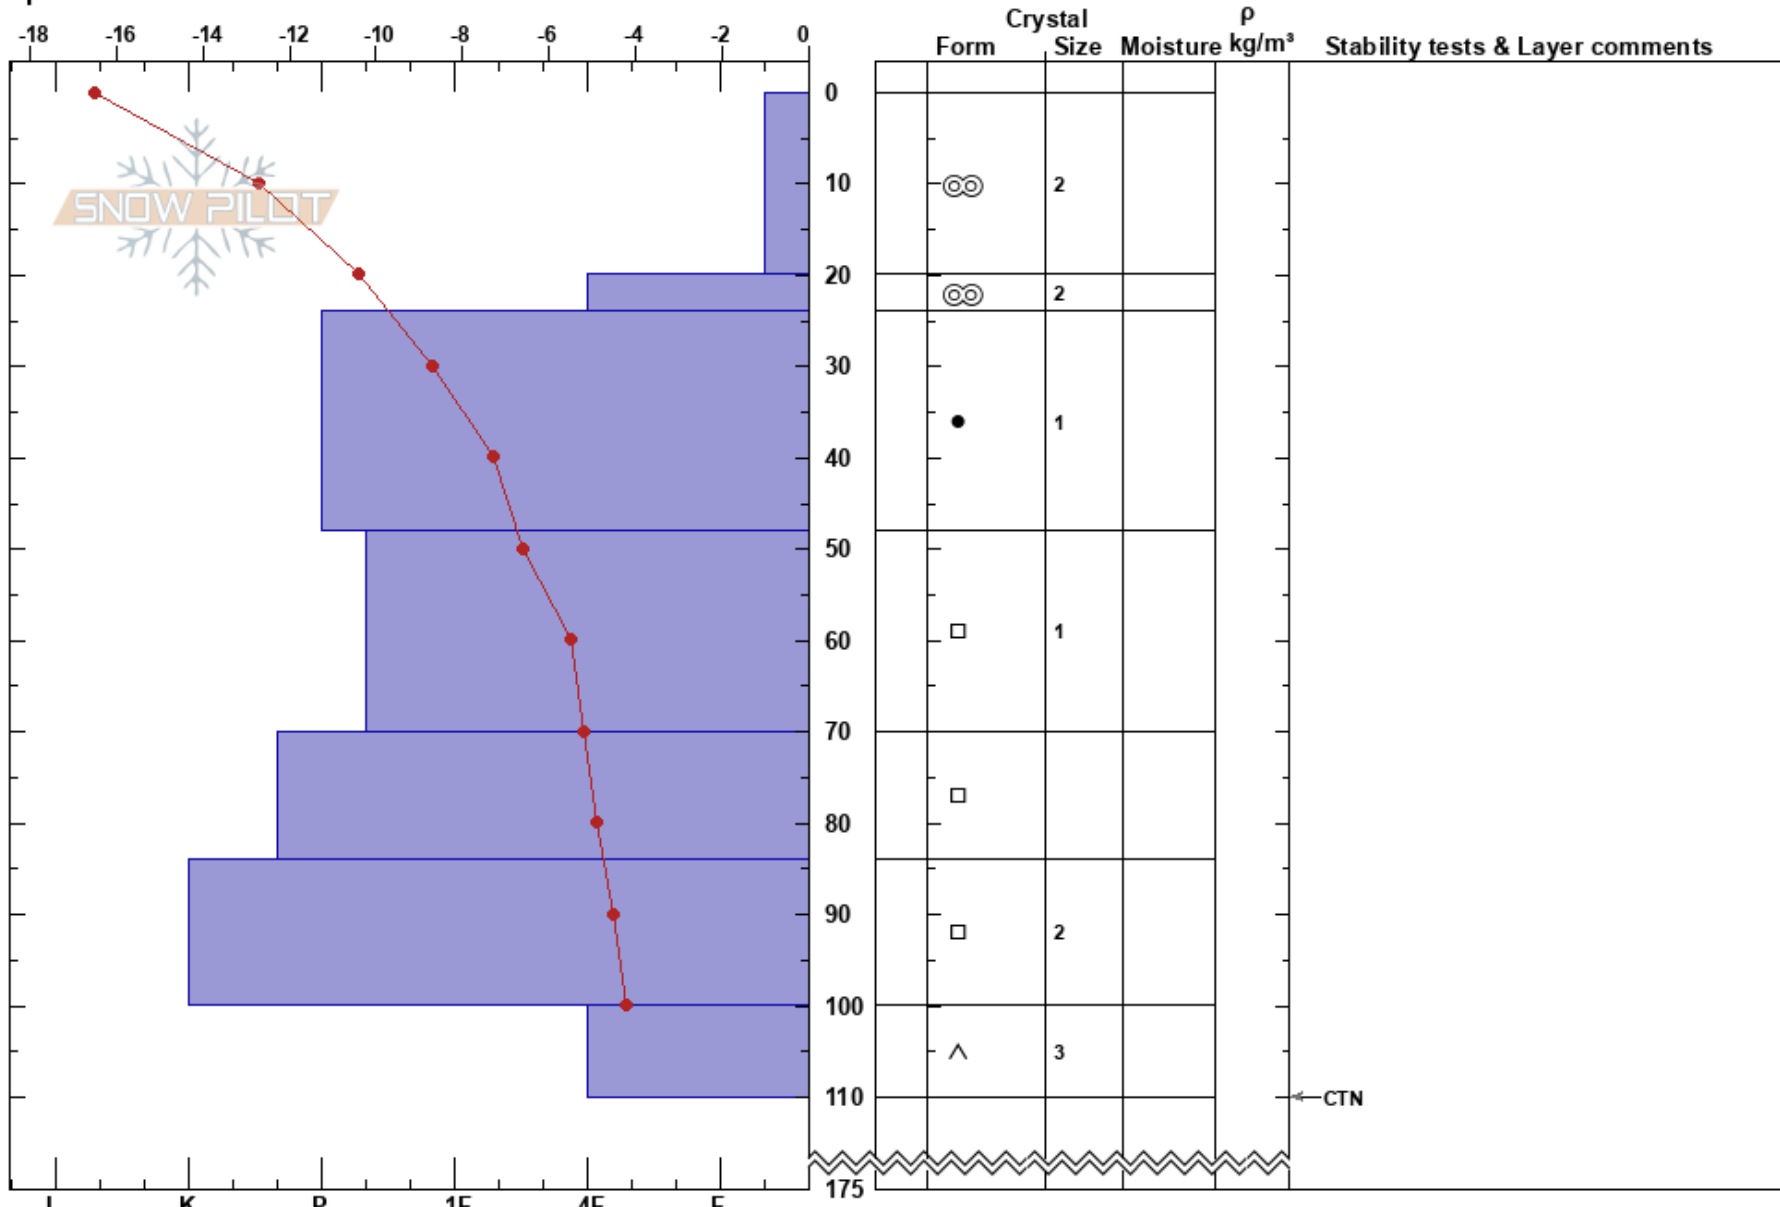 Crystal ρ
-18 -16 -14 -12 -10 -8 -6 -4 -2 0
Form Size Moisture kg/m³ Stability tests & Layer comments
0
SNOW PILOT
10 2
20
2
30
1
40
50
60 1
70
80
90
2
100
3
110 CTN
175
I K P 1F 4F F